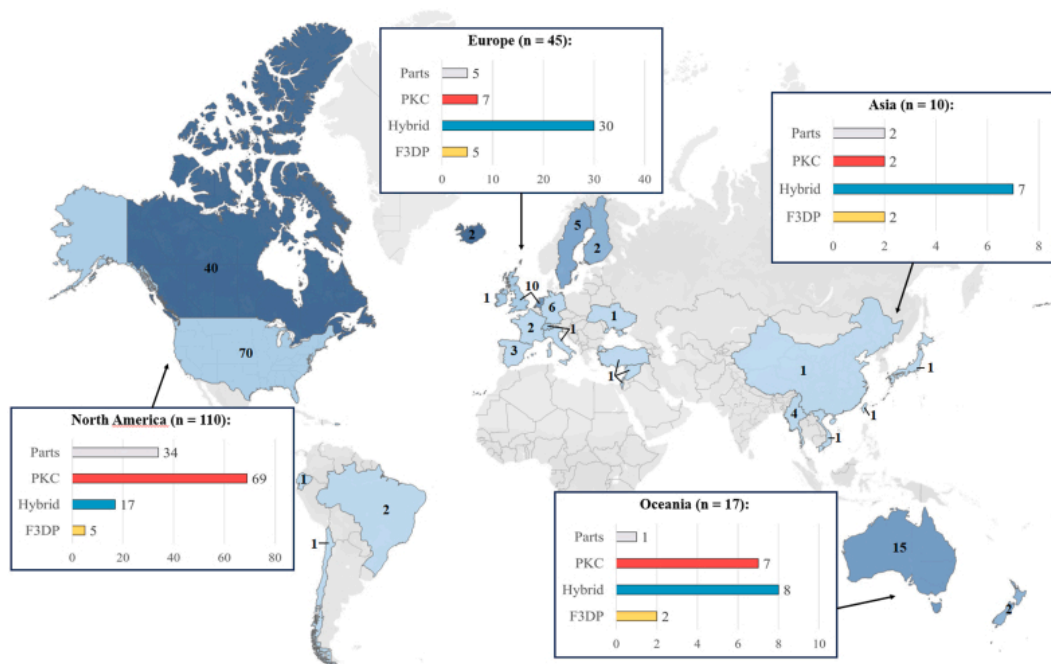 Europe (n = 45):
Parts 5
PKC 7
Hybrid 30
F3DP 5
0 10 20 30 40
Asia (n = 10):
Parts 2
PKC 2
Hybrid 7
F3DP 2
0 2 4 6 8
2
5
2
40
10
1
6
1
2
1
70
3
1
1
1
4
1
1
North America (n = 110):
Parts 34
PKC 69
Hybrid 17
F3DP 5
0 20 40 60 80
1
2
1
Oceania (n = 17):
Parts 1
PKC 7
Hybrid 8
F3DP 2
0 2 4 6 8 10
15
2